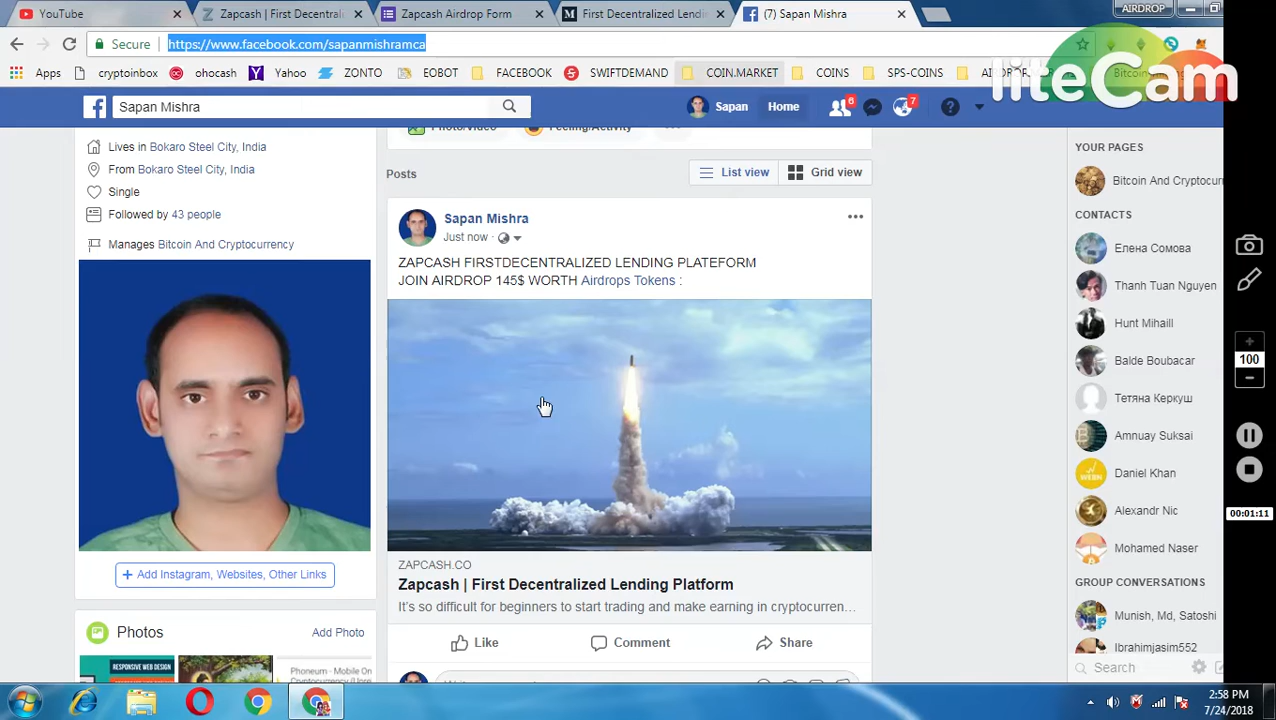 YouTube
Zapcash | First Decentrali
Zapcash Airdrop Form
First Decentralized Lendi
(7) Sapan Mishra
AIRDROP
Secure
https://www.facebook.com/sapanmishramca
Apps
cryptoinbox
ohocash
Yahoo
ZONTO
EOBOT
FACEBOOK
SWIFTDEMAND
COIN.MARKET
COINS
SPS-COINS
liteCam
Sapan Mishra
Sapan
Home
6
7
Lives in Bokaro Steel City, India
From Bokaro Steel City, India
Single
Followed by 43 people
Manages Bitcoin And Cryptocurrency
Add Instagram, Websites, Other Links
Photos
Add Photo
RESPONSIVE WEB DESIGN
Phoneum - Mobile On
Photo/Video
Feeling/Activity
Posts
List view
Grid view
Sapan Mishra
Just now
ZAPCASH FIRSTDECENTRALIZED LENDING PLATEFORM
JOIN AIRDROP 145$ WORTH Airdrops Tokens :
ZAPCASH.CO
Zapcash | First Decentralized Lending Platform
It's so difficult for beginners to start trading and make earning in cryptocurren...
Like
Comment
Share
YOUR PAGES
Bitcoin And Cryptocurr
CONTACTS
Елена Сомова
Thanh Tuan Nguyen
Hunt Mihaill
Balde Boubacar
Тетяна Керкуш
Amnuay Suksai
Daniel Khan
Alexandr Nic
Mohamed Naser
GROUP CONVERSATIONS
Munish, Md, Satoshi
Ibrahimjasim552
Search
100
00:01:11
2:58 PM
7/24/2018